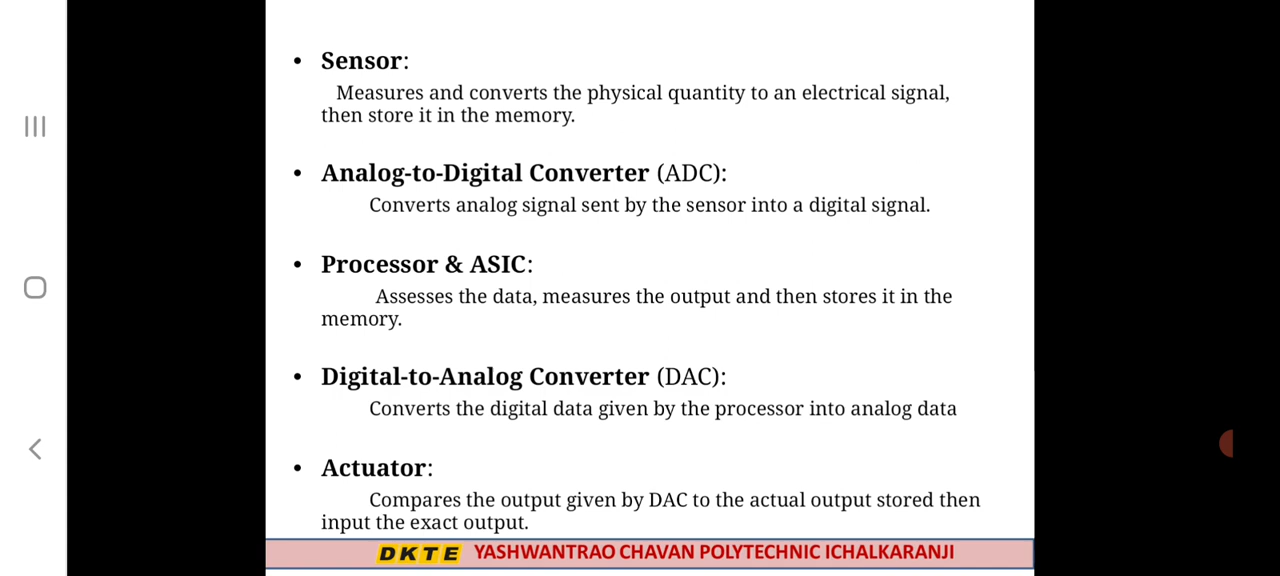 • Sensor:
Measures and converts the physical quantity to an electrical signal,
then store it in the memory.
• Analog-to-Digital Converter (ADC):
Converts analog signal sent by the sensor into a digital signal.
• Processor & ASIC:
Assesses the data, measures the output and then stores it in the
memory.
• Digital-to-Analog Converter (DAC):
Converts the digital data given by the processor into analog data
• Actuator:
Compares the output given by DAC to the actual output stored then
input the exact output.
DKTE YASHWANTRAO CHAVAN POLYTECHNIC ICHALKARANJI